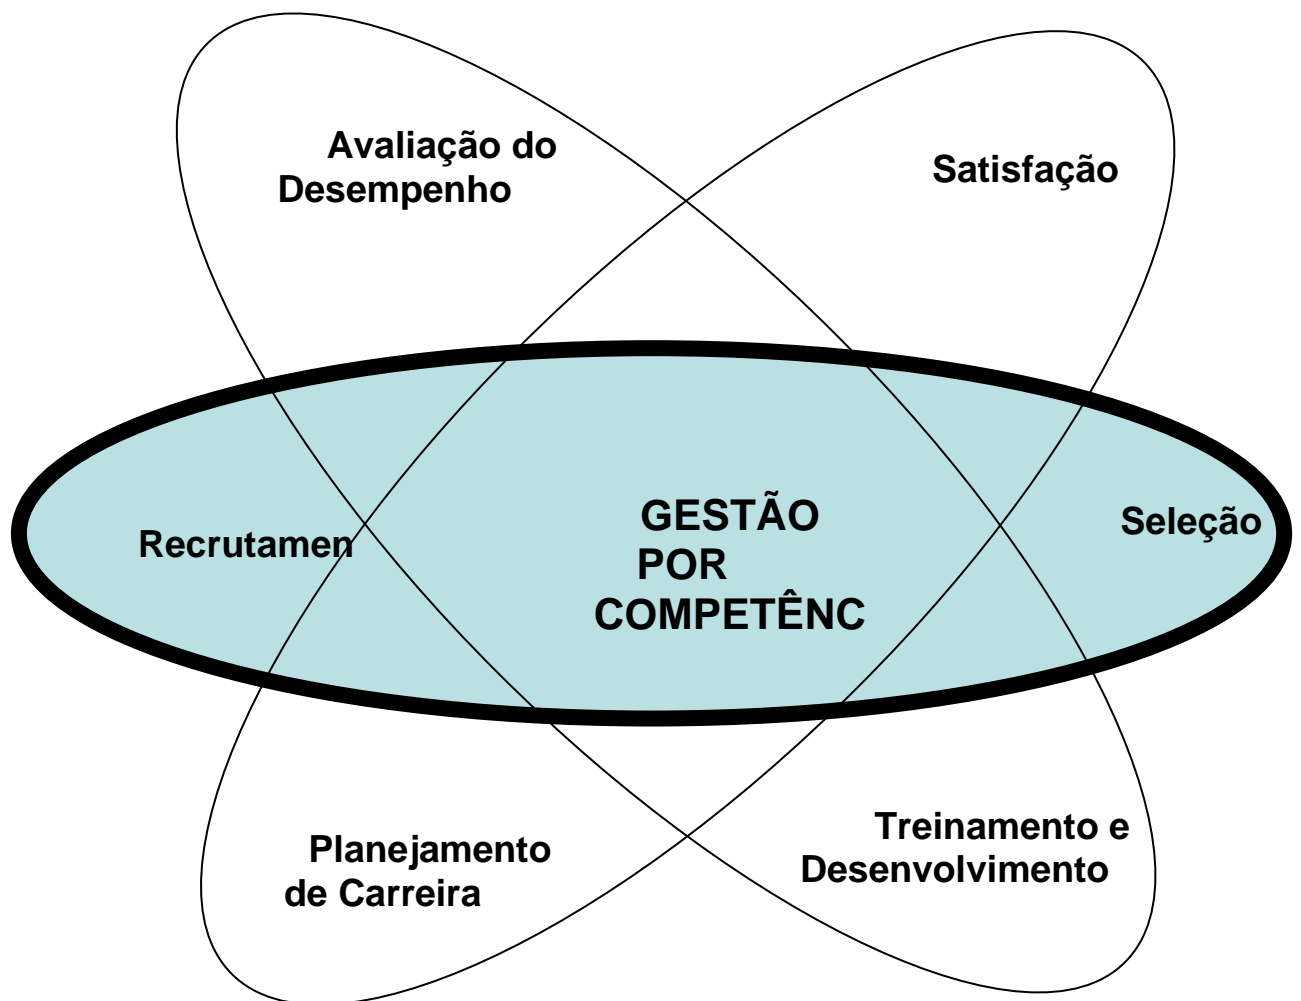 Avaliação do
Desempenho
Satisfação
GESTÃO
POR
COMPETÊNC
Recrutamen
Seleção
Planejamento
de Carreira
Treinamento e
Desenvolvimento